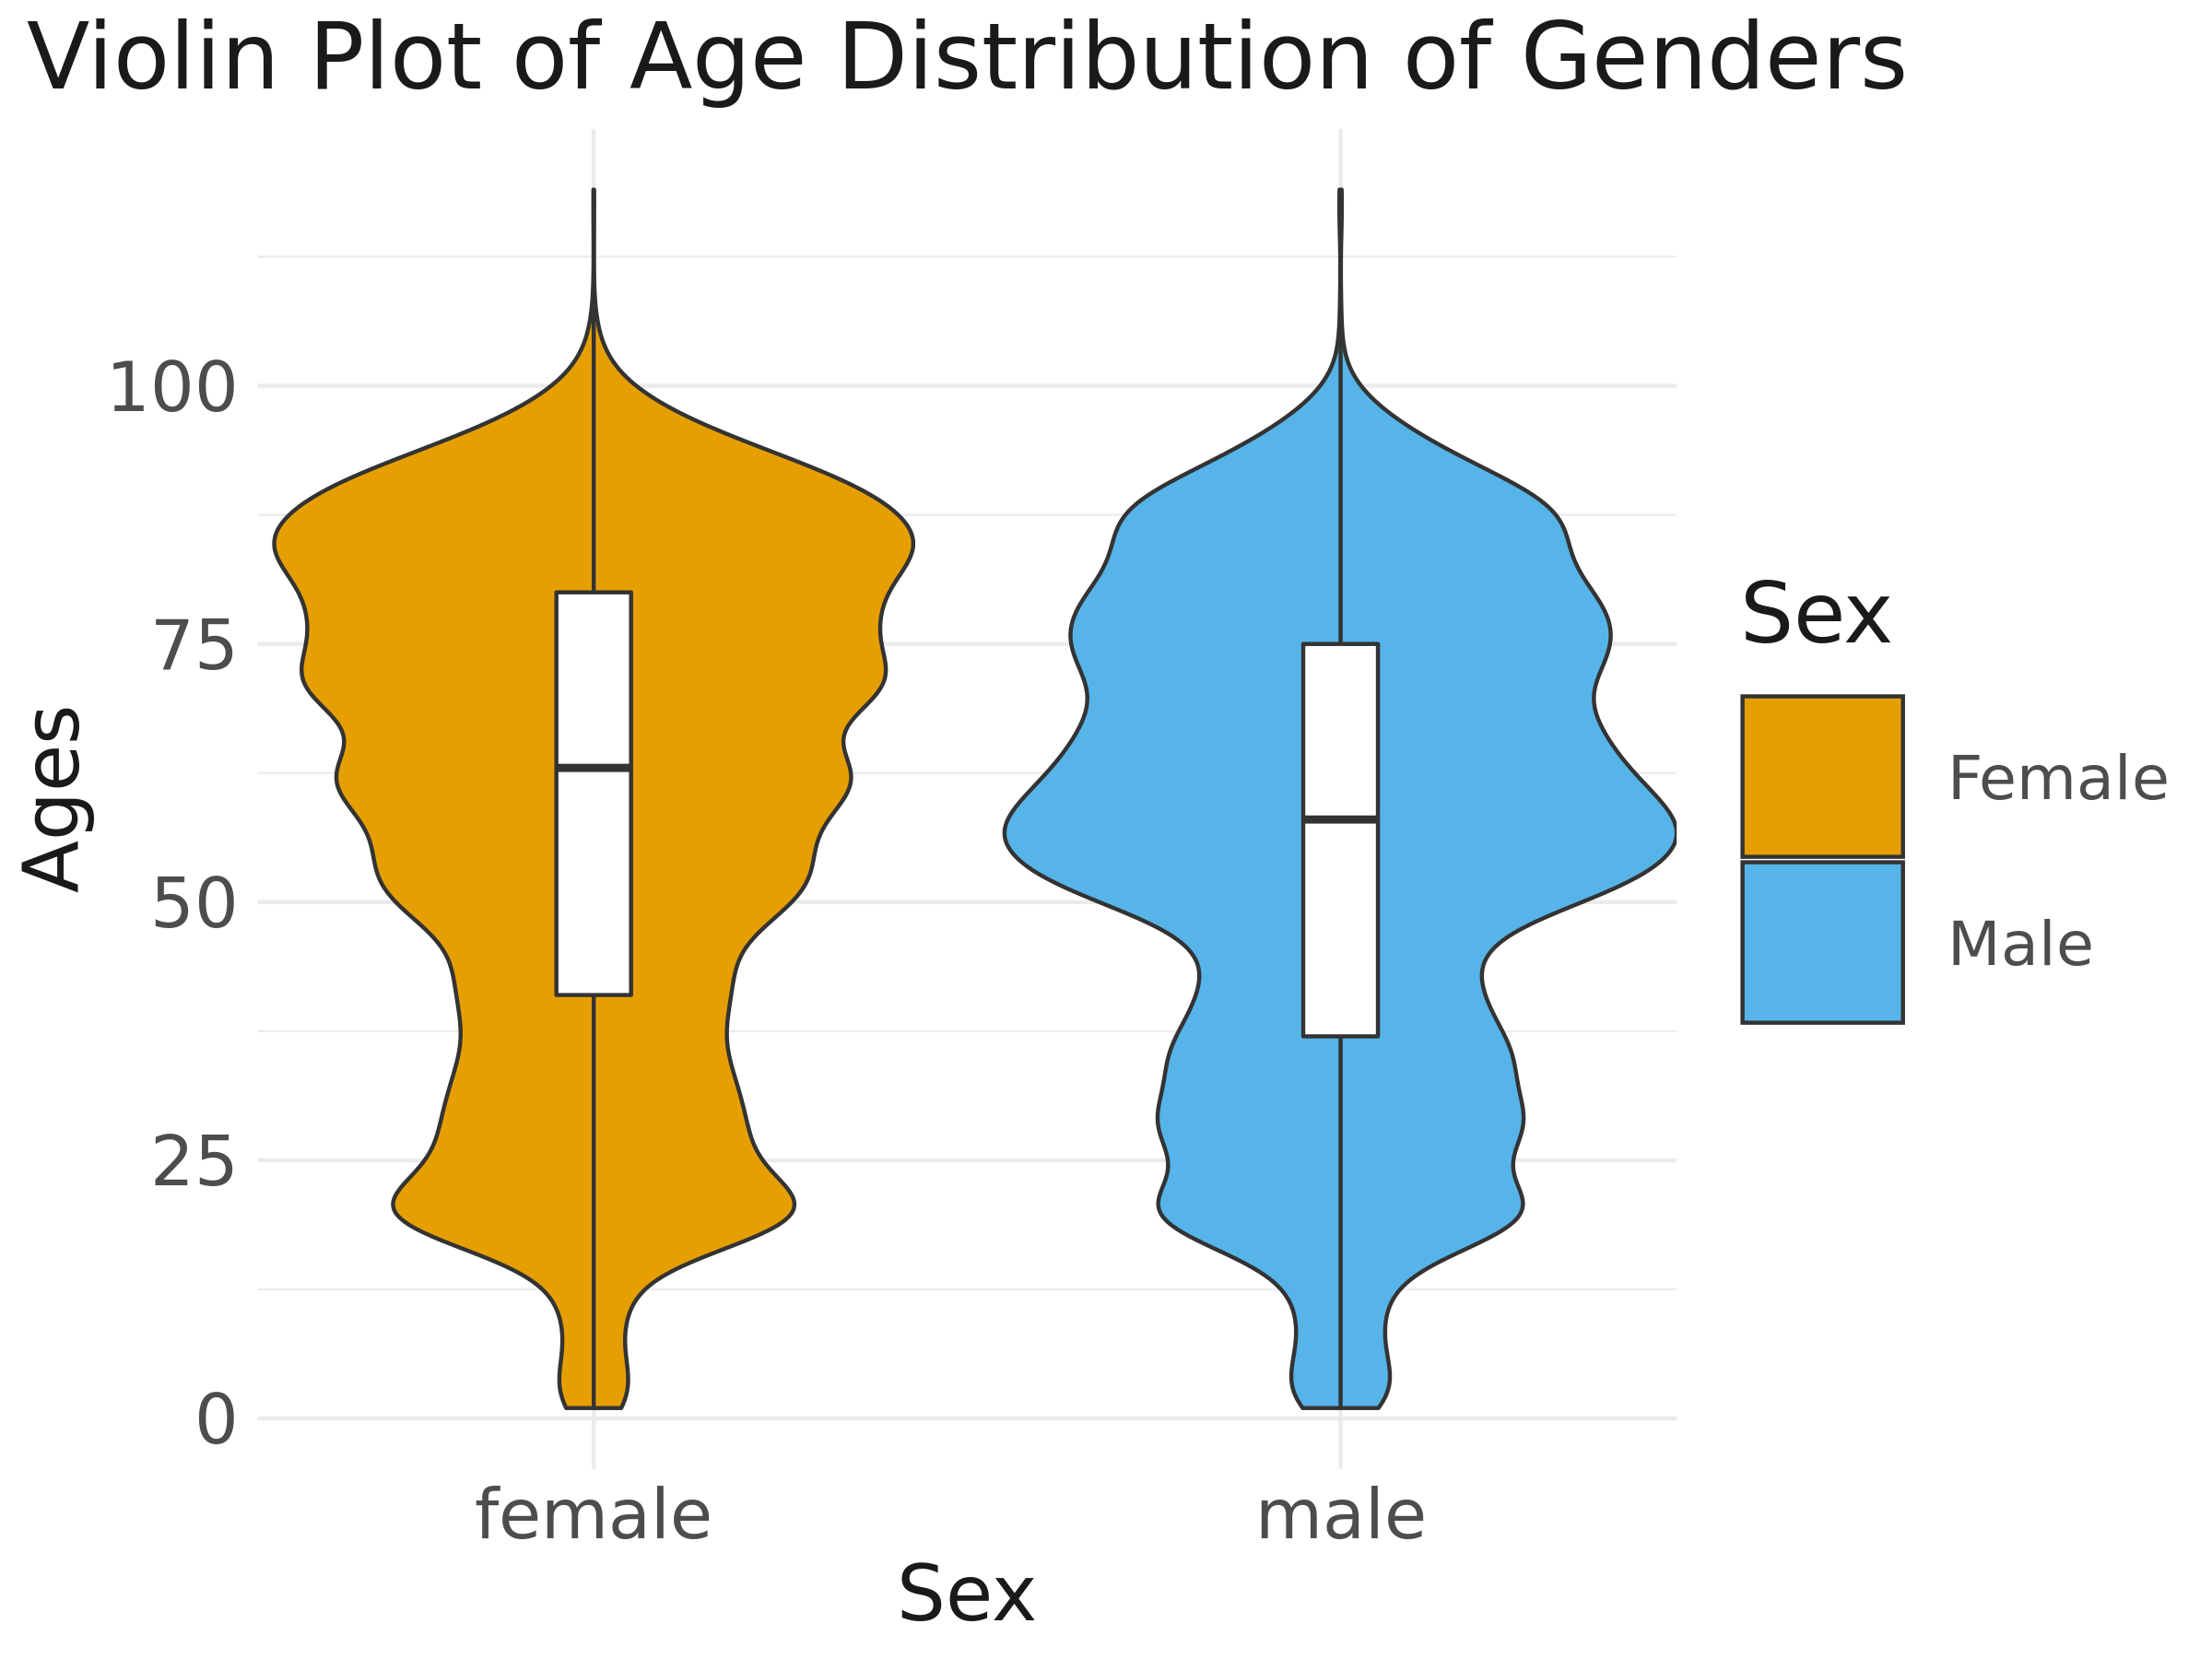 Violin Plot of Age Distribution of Genders
Ages
100
75
50
25
0
female male
Sex
Sex
Female
Male